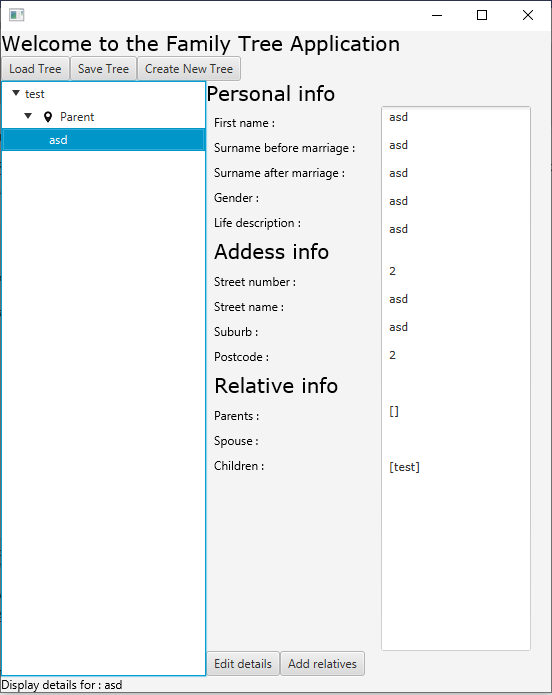 Welcome to the Family Tree Application
Load Tree Save Tree Create New Tree
test
Parent
asd
Personal info
First name : asd
Surname before marriage : asd
Surname after marriage : asd
Gender : asd
Life description : asd
Addess info
Street number : 2
Street name : asd
Suburb : asd
Postcode : 2
Relative info
Parents : []
Spouse :
Children : [test]
Edit details Add relatives
Display details for : asd